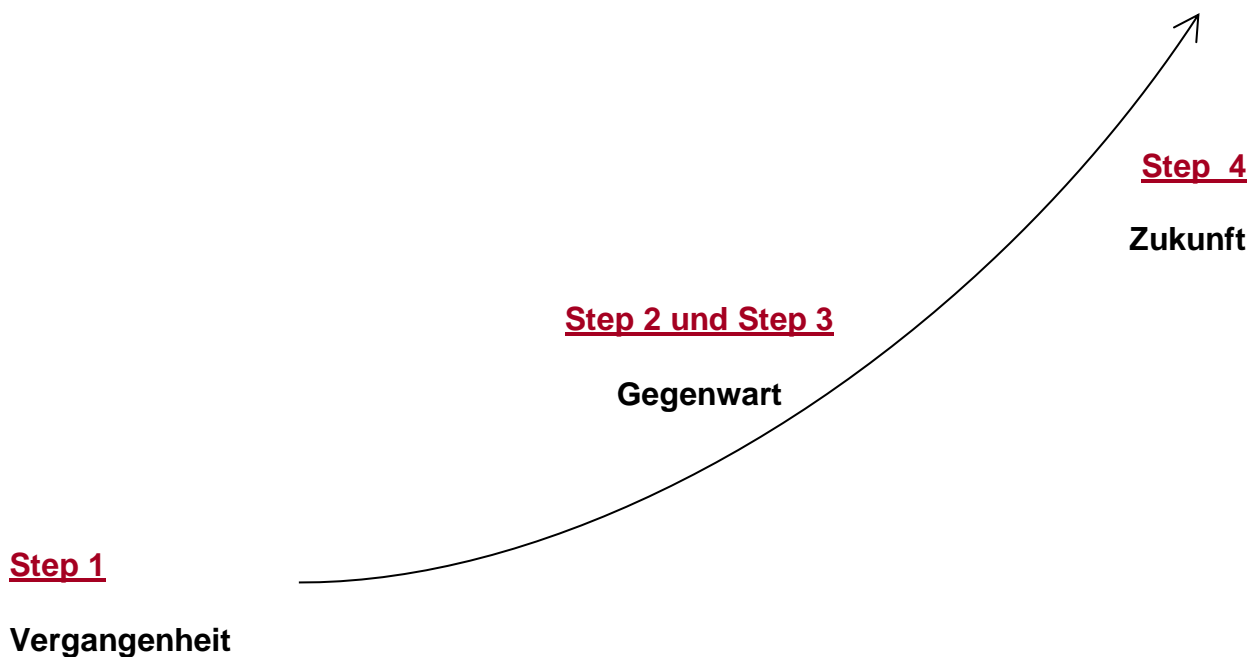 Step 4
Zukunft
Step 2 und Step 3
Gegenwart
Step 1
Vergangenheit